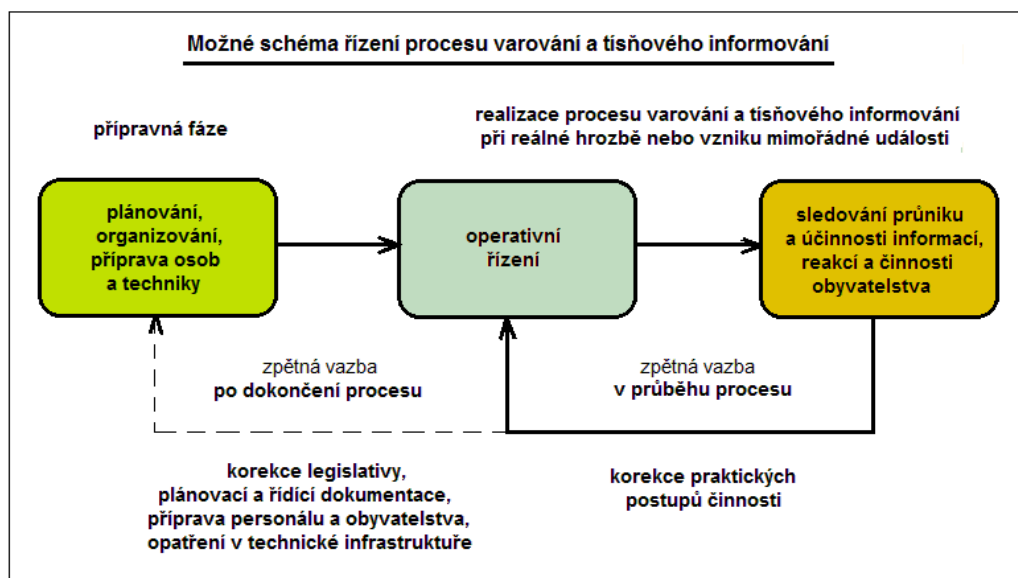 Možné schéma řízení procesu varování a tísňového informování
přípravná fáze
realizace procesu varování a tísňového informování
při reálné hrozbě nebo vzniku mimořádné události
plánování,
organizování,
příprava osob
a techniky
operativní
řízení
sledování průniku
a účinnosti informací,
reakcí a činnosti
obyvatelstva
zpětná vazba
po dokončení procesu
zpětná vazba
v průběhu procesu
korekce legislativy,
plánovací a řídící dokumentace,
příprava personálu a obyvatelstva,
opatření v technické infrastruktuře
korekce praktických
postupů činnosti